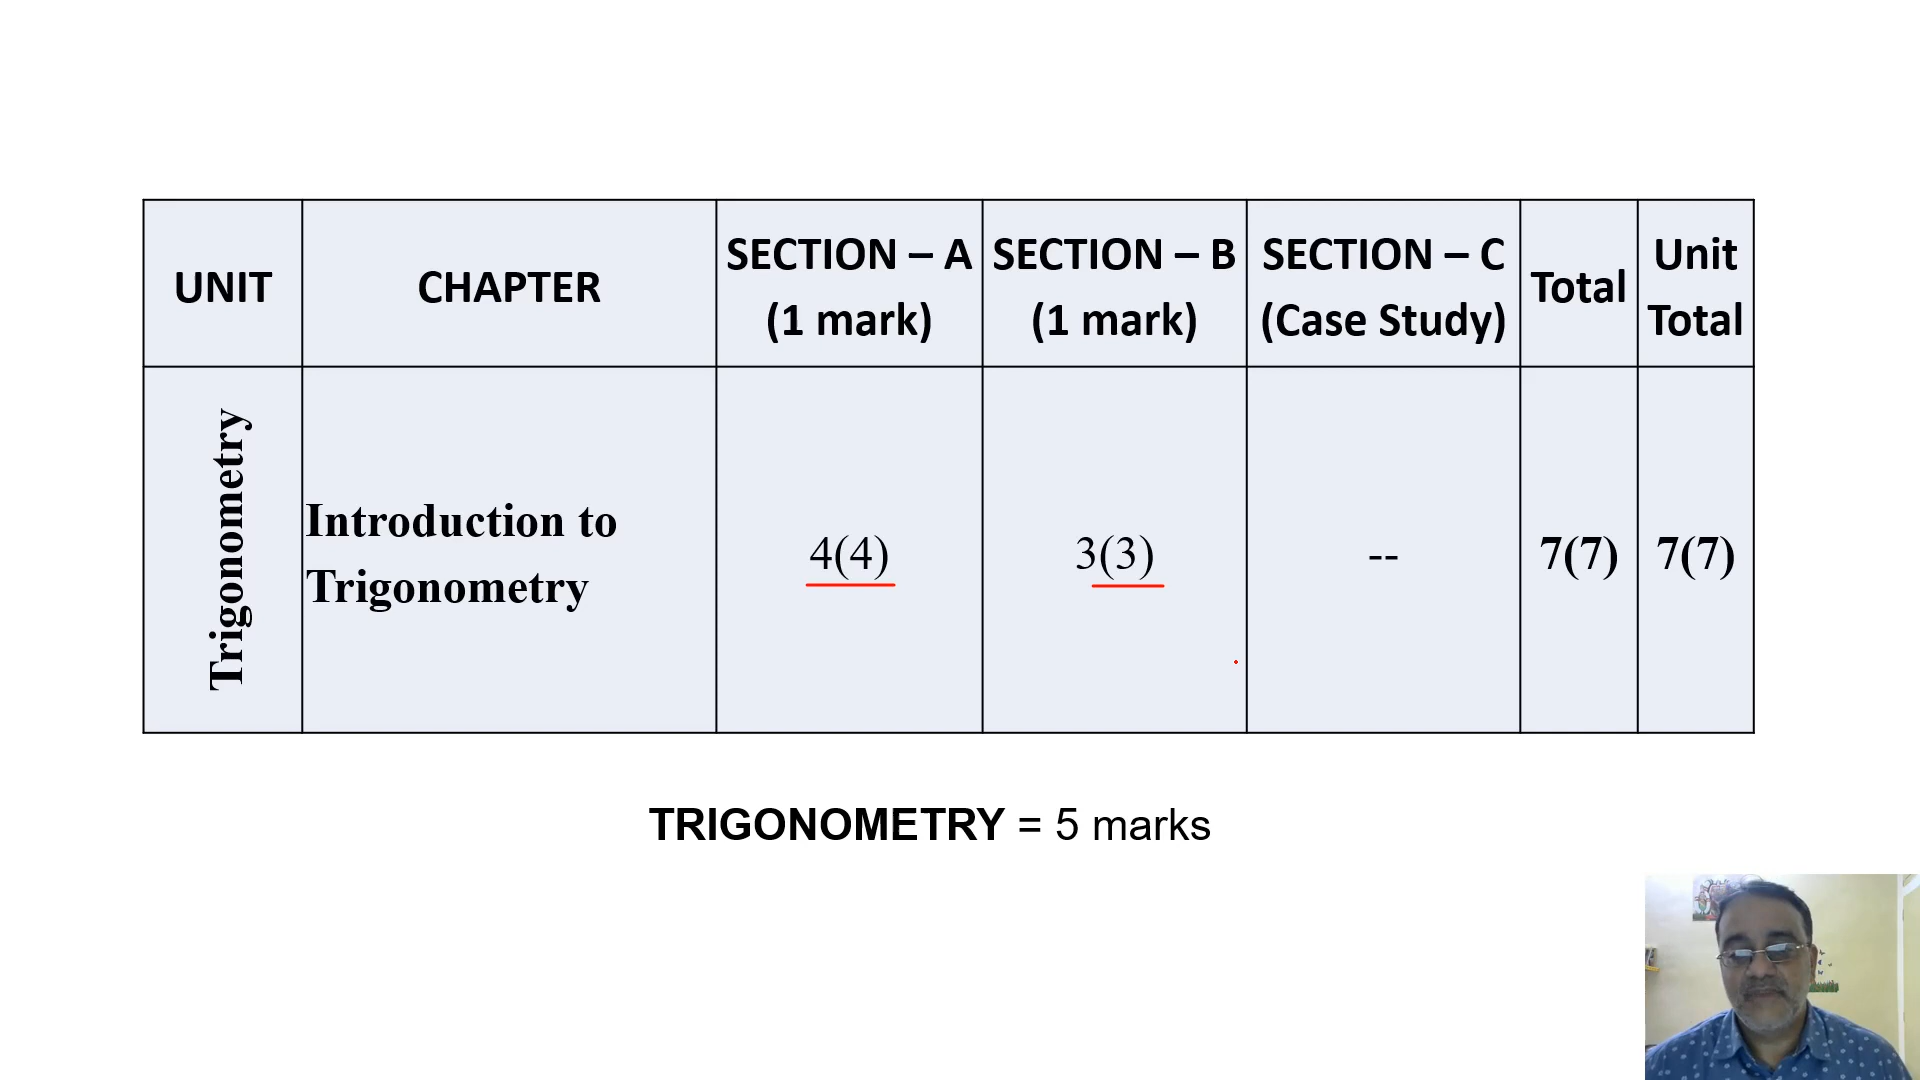 UNIT
CHAPTER
SECTION – A
(1 mark)
SECTION – B
(1 mark)
SECTION – C
(Case Study)
Total
Unit
Total
Trigonometry
Introduction to
Trigonometry
4(4)
3(3)
--
7(7)
7(7)
TRIGONOMETRY = 5 marks